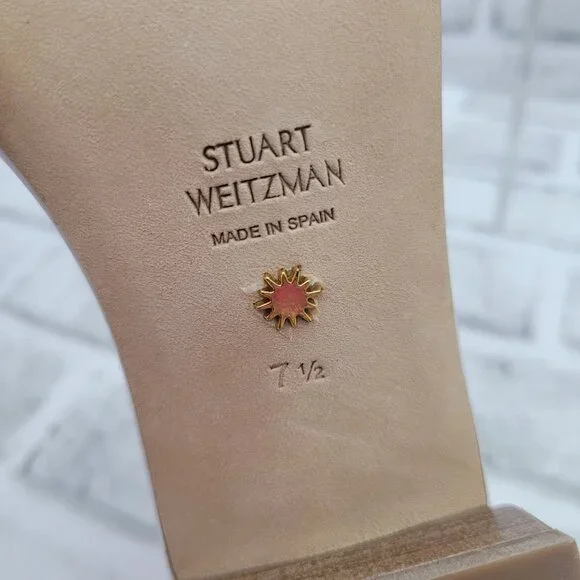 STUART
WEITZMAN
MADE IN SPAIN
7 1/2